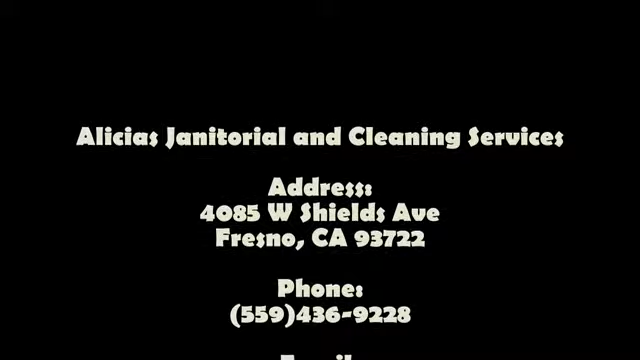 Alicias Janitorial and Cleaning Services
Address:
4085 W Shields Ave
Fresno, CA 93722
Phone:
(559)436-9228